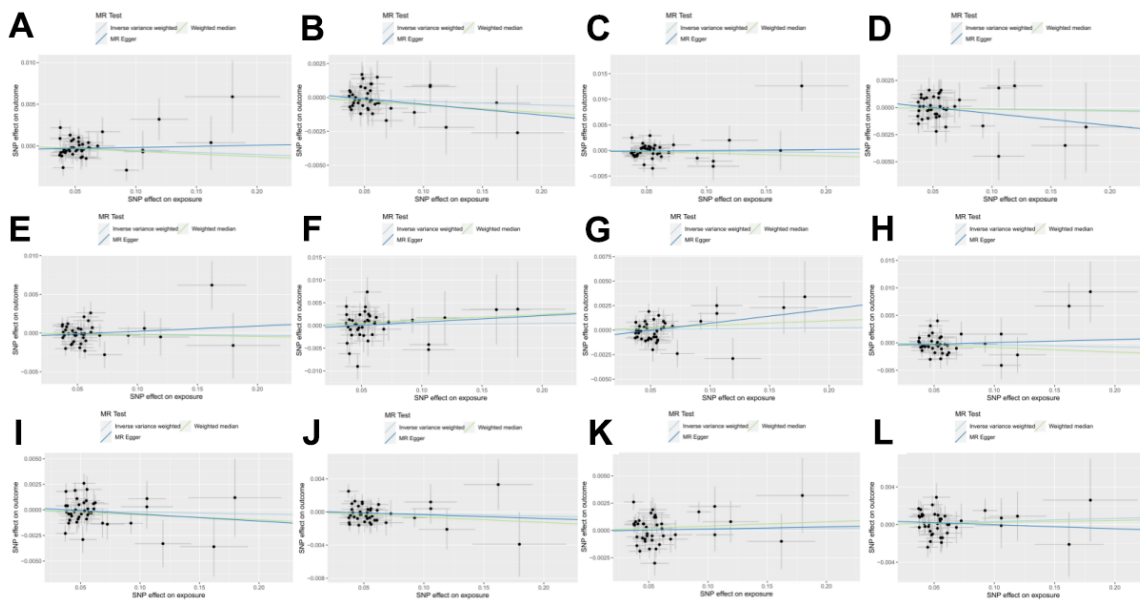 A
MR Test
Inverse variance weighted Weighted median
MR Egger
SNP effect on outcome
0.010
0.005
0.000
0.05 0.10 0.15 0.20
SNP effect on exposure
B
MR Test
Inverse variance weighted Weighted median
MR Egger
SNP effect on outcome
0.0025
0.0000
−0.0025
−0.0050
0.05 0.10 0.15 0.20
SNP effect on exposure
C
MR Test
Inverse variance weighted Weighted median
MR Egger
SNP effect on outcome
0.015
0.010
0.005
0.000
−0.005
0.05 0.10 0.15 0.20
SNP effect on exposure
D
MR Test
Inverse variance weighted Weighted median
MR Egger
SNP effect on outcome
0.0025
0.0000
−0.0025
−0.0050
0.05 0.10 0.15 0.20
SNP effect on exposure
E
MR Test
Inverse variance weighted Weighted median
MR Egger
SNP effect on outcome
0.010
0.005
0.000
−0.005
0.05 0.10 0.15 0.20
SNP effect on exposure
F
MR Test
Inverse variance weighted Weighted median
MR Egger
SNP effect on outcome
0.015
0.010
0.005
0.000
−0.005
−0.010
0.05 0.10 0.15 0.20
SNP effect on exposure
G
MR Test
Inverse variance weighted Weighted median
MR Egger
SNP effect on outcome
0.0075
0.0050
0.0025
0.0000
−0.0025
−0.0050
0.05 0.10 0.15 0.20
SNP effect on exposure
H
MR Test
Inverse variance weighted Weighted median
MR Egger
SNP effect on outcome
0.015
0.010
0.005
0.000
−0.005
0.05 0.10 0.15 0.20
SNP effect on exposure
I
MR Test
Inverse variance weighted Weighted median
MR Egger
SNP effect on outcome
0.0050
0.0025
0.0000
−0.0025
−0.0050
0.05 0.10 0.15 0.20
SNP effect on exposure
J
MR Test
Inverse variance weighted Weighted median
MR Egger
SNP effect on outcome
0.004
0.000
−0.004
−0.008
0.05 0.10 0.15 0.20
SNP effect on exposure
K
MR Test
Inverse variance weighted Weighted median
MR Egger
SNP effect on outcome
0.0050
0.0025
0.0000
−0.0025
0.05 0.10 0.15 0.20
SNP effect on exposure
L
MR Test
Inverse variance weighted Weighted median
MR Egger
SNP effect on outcome
0.004
0.000
−0.004
0.05 0.10 0.15 0.20
SNP effect on exposure